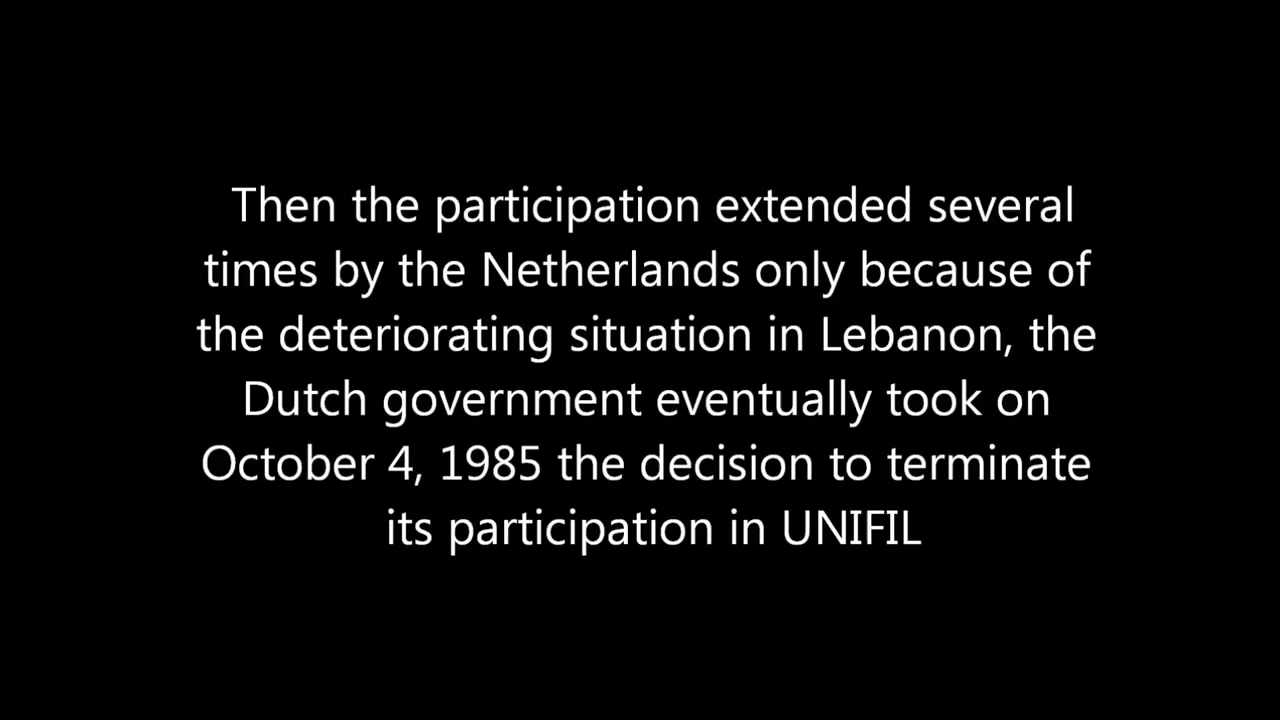 Then the participation extended several
times by the Netherlands only because of
the deteriorating situation in Lebanon, the
Dutch government eventually took on
October 4, 1985 the decision to terminate
its participation in UNIFIL